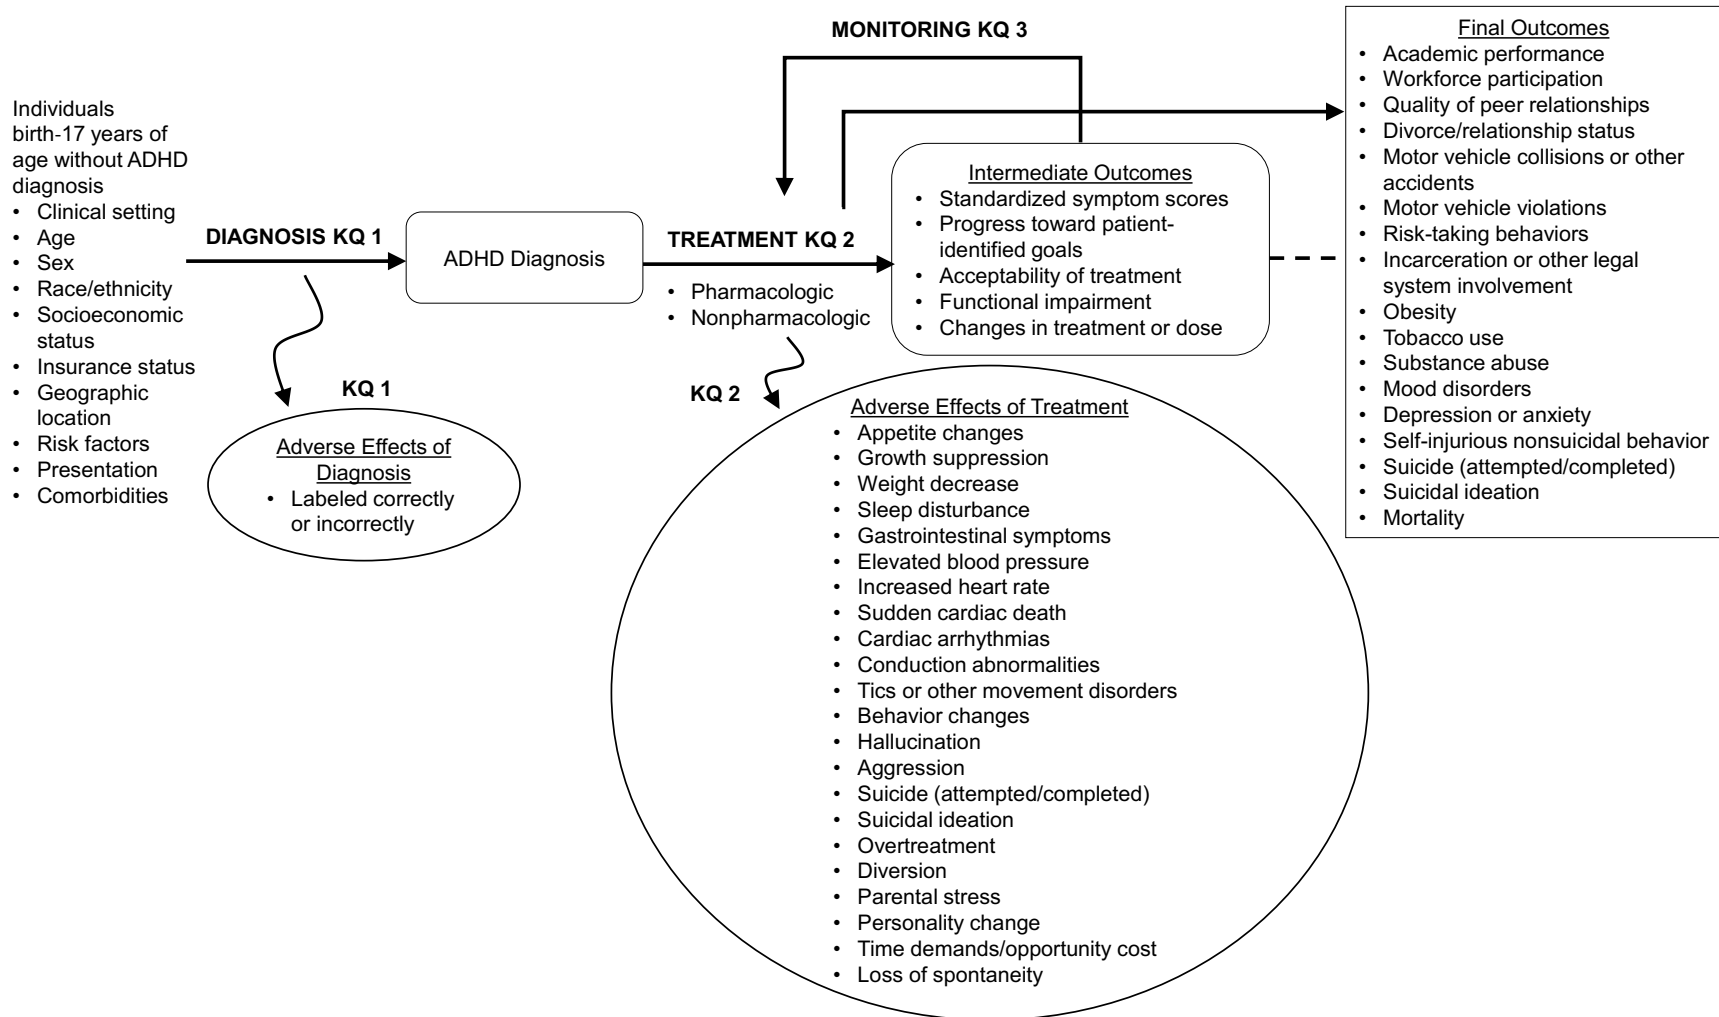 MONITORING KQ 3
Individuals
birth-17 years of
age without ADHD
diagnosis
• Clinical setting
• Age
• Sex
• Race/ethnicity
• Socioeconomic
status
• Insurance status
• Geographic
location
• Risk factors
• Presentation
• Comorbidities
DIAGNOSIS KQ 1
KQ 1
Adverse Effects of
Diagnosis
• Labeled correctly
or incorrectly
ADHD Diagnosis
TREATMENT KQ 2
• Pharmacologic
• Nonpharmacologic
KQ 2
Intermediate Outcomes
• Standardized symptom scores
• Progress toward patient-
identified goals
• Acceptability of treatment
• Functional impairment
• Changes in treatment or dose
Adverse Effects of Treatment
• Appetite changes
• Growth suppression
• Weight decrease
• Sleep disturbance
• Gastrointestinal symptoms
• Elevated blood pressure
• Increased heart rate
• Sudden cardiac death
• Cardiac arrhythmias
• Conduction abnormalities
• Tics or other movement disorders
• Behavior changes
• Hallucination
• Aggression
• Suicide (attempted/completed)
• Suicidal ideation
• Overtreatment
• Diversion
• Parental stress
• Personality change
• Time demands/opportunity cost
• Loss of spontaneity
Final Outcomes
• Academic performance
• Workforce participation
• Quality of peer relationships
• Divorce/relationship status
• Motor vehicle collisions or other
accidents
• Motor vehicle violations
• Risk-taking behaviors
• Incarceration or other legal
system involvement
• Obesity
• Tobacco use
• Substance abuse
• Mood disorders
• Depression or anxiety
• Self-injurious nonsuicidal behavior
• Suicide (attempted/completed)
• Suicidal ideation
• Mortality